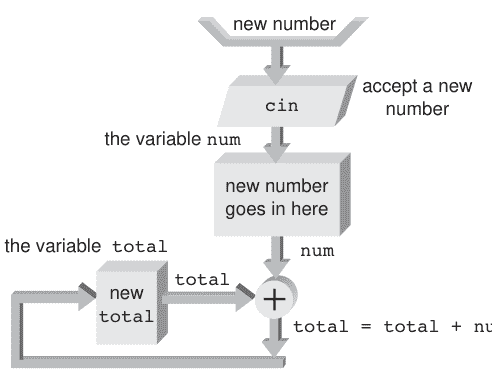 new number
cin
accept a new
number
the variable num
new number
goes in here
num
the variable total
total
new
total
+
total = total + nu